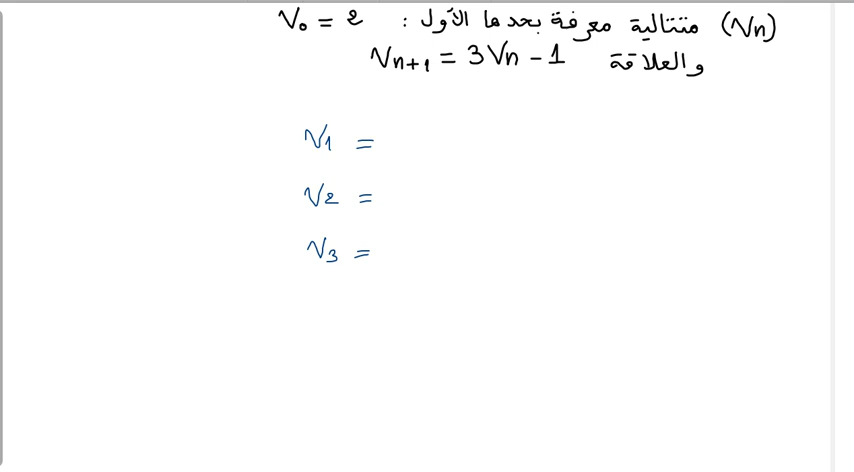 (Vn) متتالية معرفة بحدها الأول : V₀ = 2
والعلاقة Vₙ₊₁ = 3Vn - 1
V₁ =
V₂ =
V₃ =